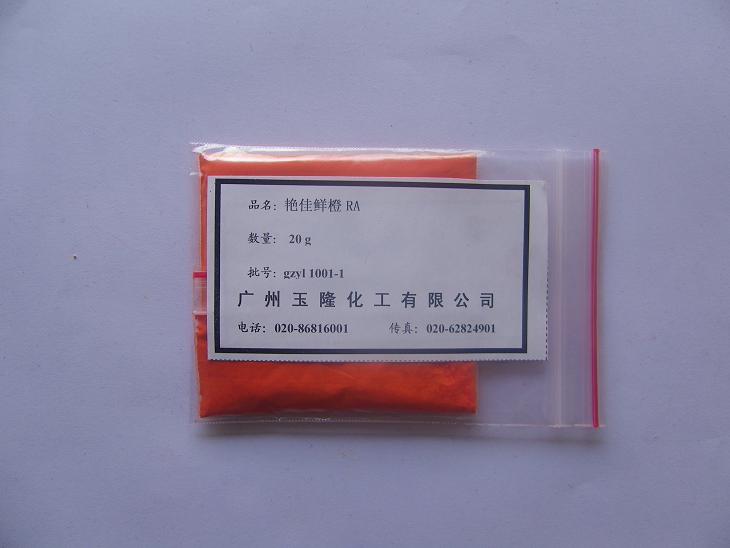 品名：艳佳鲜橙 RA
数量： 20 g
批号：gzyl 1001-1
广州玉隆化工有限公司
电话：020-86816001 传真：020-62824901